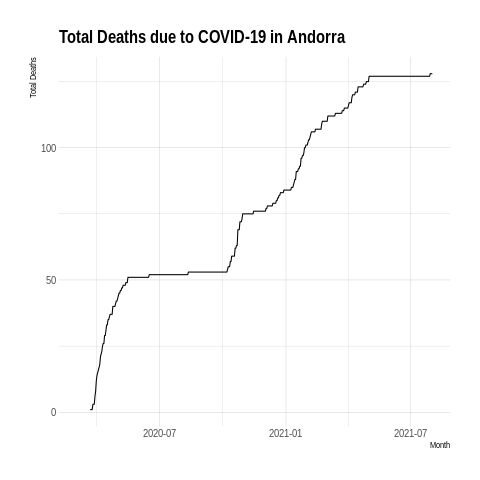 Total Deaths due to COVID-19 in Andorra
Total Deaths
100
50
0
2020-07
2021-01
2021-07
Month